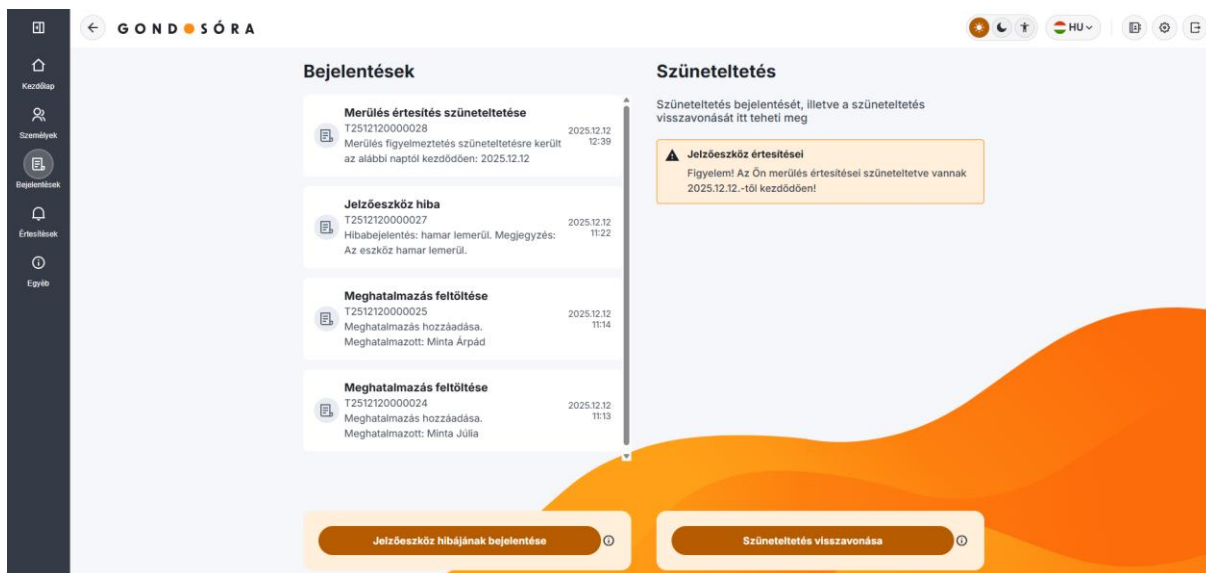 GONDOSÓRA
HU
Kezdőlap
Személyek
Bejelentések
Értesítések
Egyéb
Bejelentések
Merülés értesítés szüneteltetése
T2512120000028
Merülés figyelmeztetés szüneteltetésre került
az alábbi naptól kezdődően: 2025.12.12
2025.12.12
12:39
Jelzőeszköz hiba
T2512120000027
Hibabejelentés: hamar lemerül. Megjegyzés:
Az eszköz hamar lemerül.
2025.12.12
11:22
Meghatalmazás feltöltése
T2512120000025
Meghatalmazás hozzáadása.
Meghatalmazott: Minta Árpád
2025.12.12
11:14
Meghatalmazás feltöltése
T2512120000024
Meghatalmazás hozzáadása.
Meghatalmazott: Minta Júlia
2025.12.12
11:13
Jelzőeszköz hibájának bejelentése
Szüneteltetés
Szüneteltetés bejelentését, illetve a szüneteltetés
visszavonását itt teheti meg
Jelzőeszköz értesítései
Figyelem! Az Ön merülés értesítései szüneteltetve vannak
2025.12.12.-től kezdődően!
Szüneteltetés visszavonása